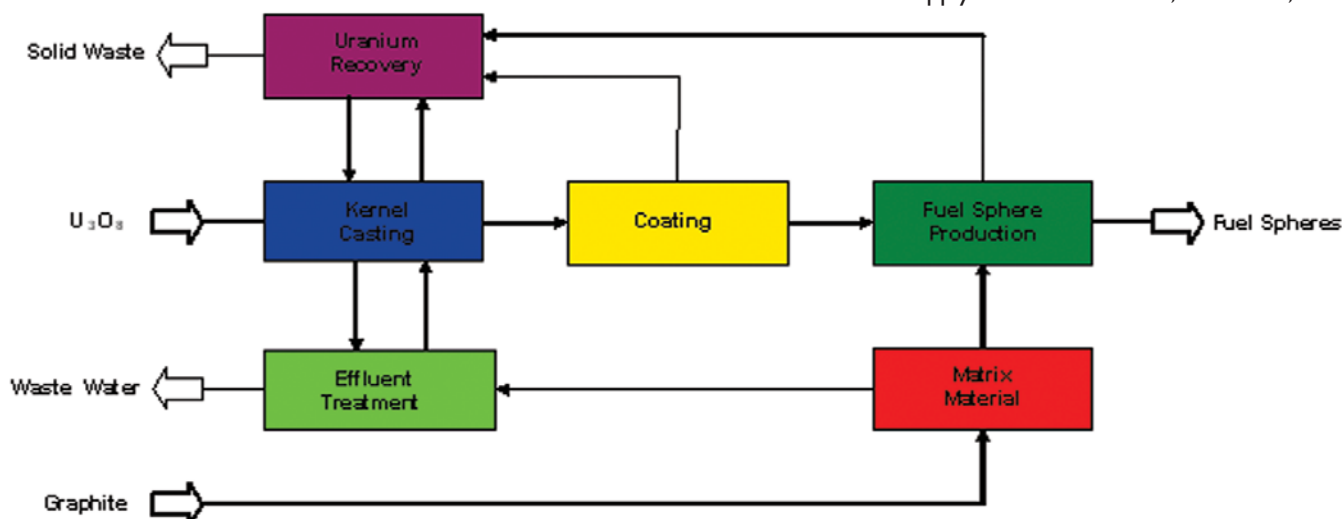 Solid Waste
Uranium
Recovery
U₃O₈
Kernel
Casting
Coating
Fuel Sphere
Production
Fuel Spheres
Waste Water
Effluent
Treatment
Matrix
Material
Graphite